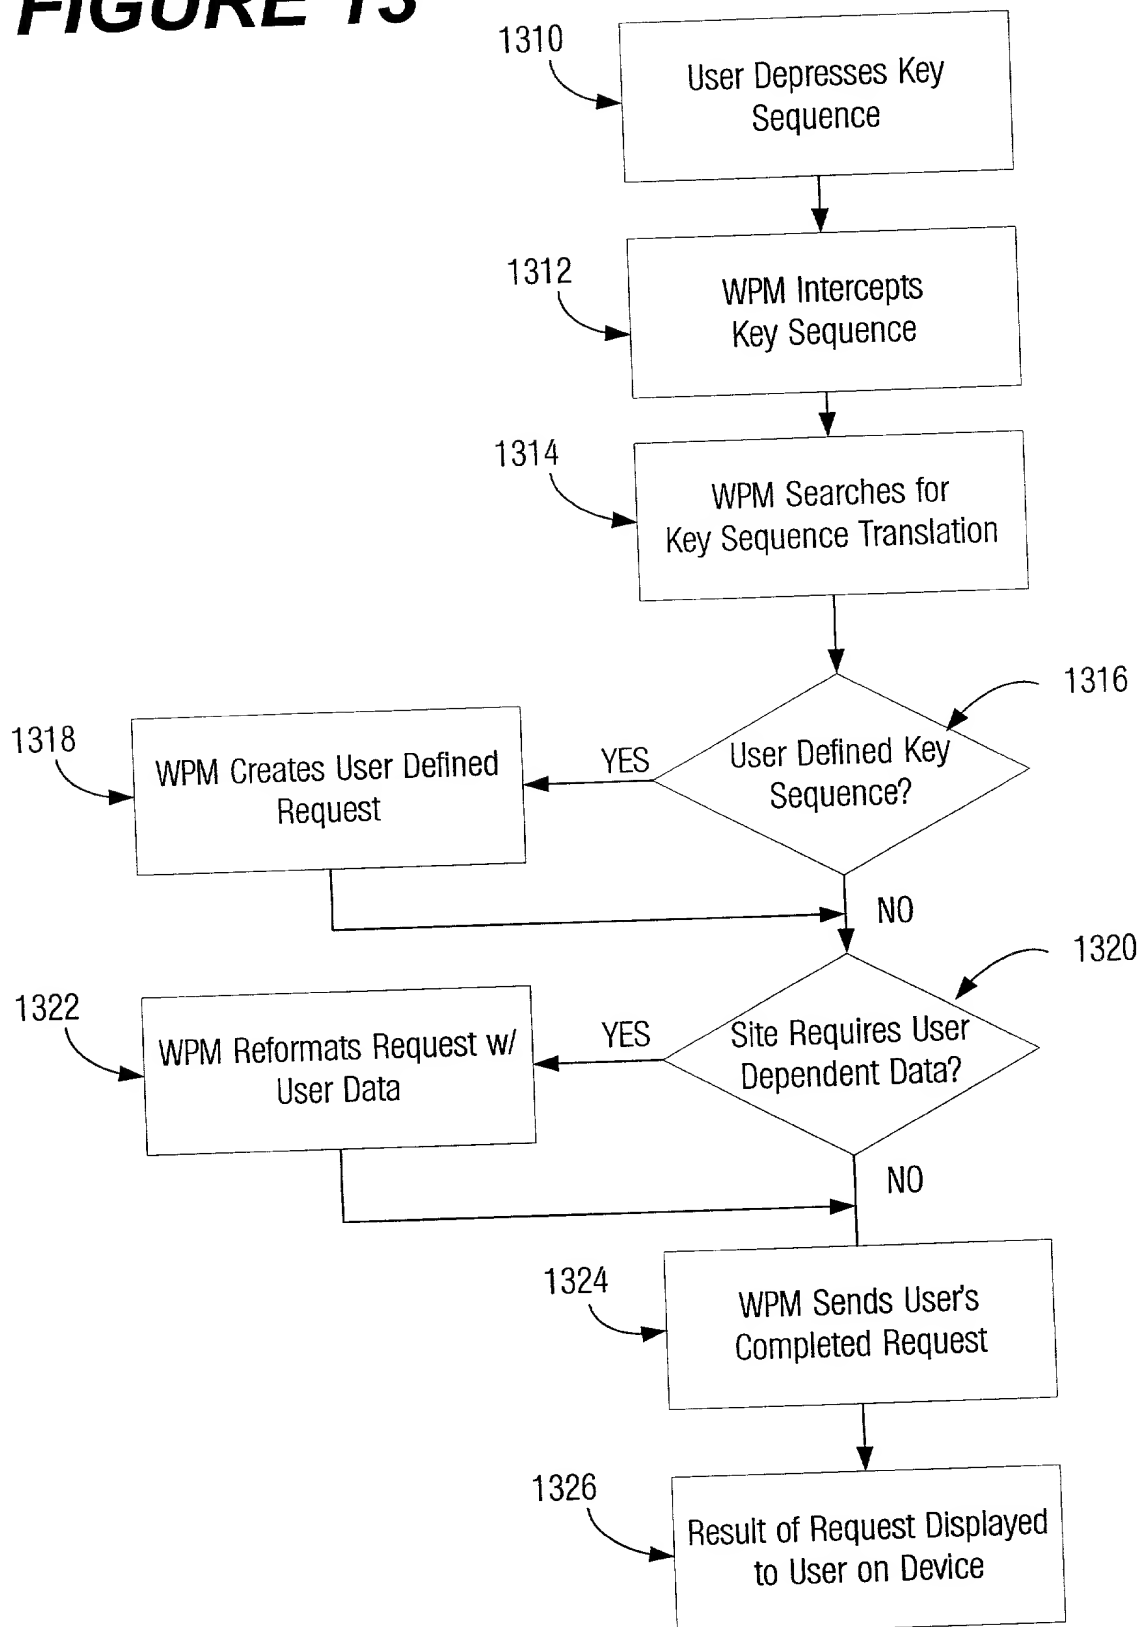 FIGURE 13
1310
User Depresses Key
Sequence
1312
WPM Intercepts
Key Sequence
1314
WPM Searches for
Key Sequence Translation
1316
User Defined Key
Sequence?
YES
1318
WPM Creates User Defined
Request
NO
1320
Site Requires User
Dependent Data?
YES
1322
WPM Reformats Request w/
User Data
NO
1324
WPM Sends User's
Completed Request
1326
Result of Request Displayed
to User on Device